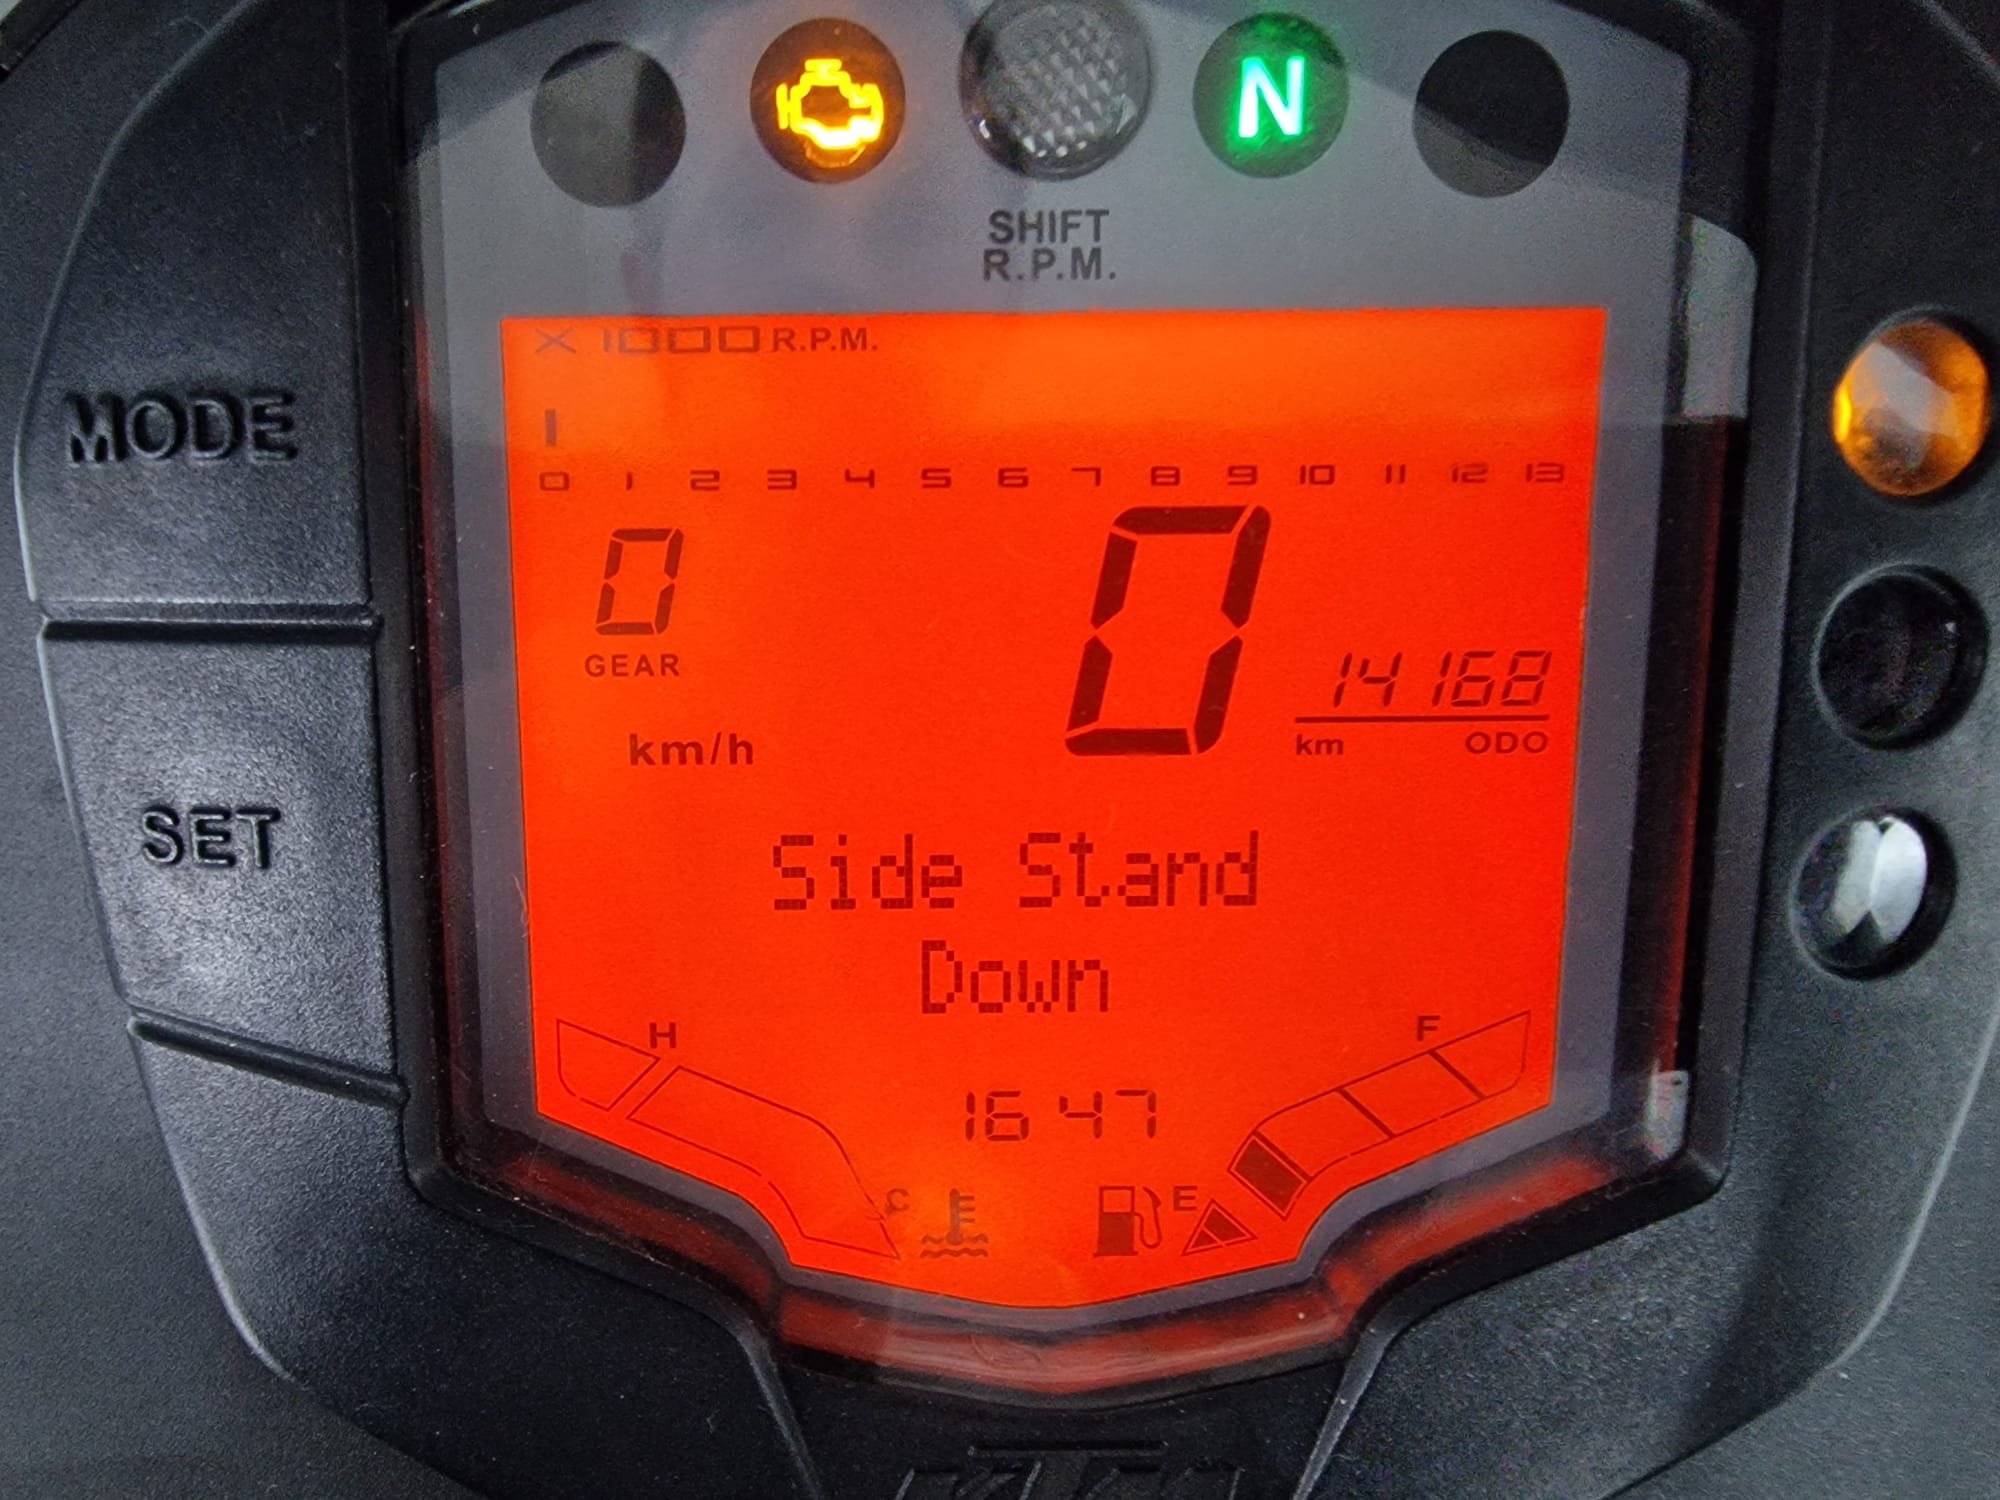 N
SHIFT
R.P.M.
X 1000 R.P.M.
0 1 2 3 4 5 6 7 8 9 10 11 12 13
MODE
0
GEAR
0
14168
km ODO
km/h
SET
Side Stand
Down
H
F
16 47
C
E
KTM